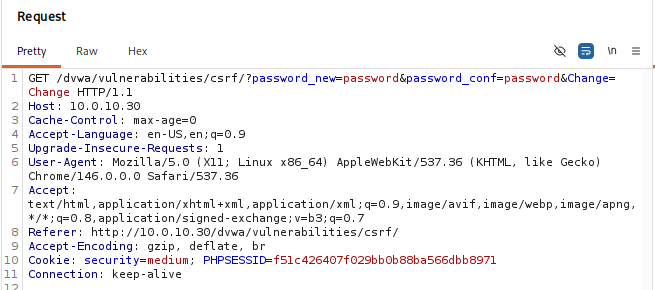 Request
Pretty Raw Hex \n
1 GET /dvwa/vulnerabilities/csrf/?password_new=password&password_conf=password&Change=
Change HTTP/1.1
2 Host: 10.0.10.30
3 Cache-Control: max-age=0
4 Accept-Language: en-US,en;q=0.9
5 Upgrade-Insecure-Requests: 1
6 User-Agent: Mozilla/5.0 (X11; Linux x86_64) AppleWebKit/537.36 (KHTML, like Gecko)
Chrome/146.0.0.0 Safari/537.36
7 Accept:
text/html,application/xhtml+xml,application/xml;q=0.9,image/avif,image/webp,image/apng,
*/*;q=0.8,application/signed-exchange;v=b3;q=0.7
8 Referer: http://10.0.10.30/dvwa/vulnerabilities/csrf/
9 Accept-Encoding: gzip, deflate, br
10 Cookie: security=medium; PHPSESSID=f51c426407f029bb0b88ba566dbb8971
11 Connection: keep-alive
12